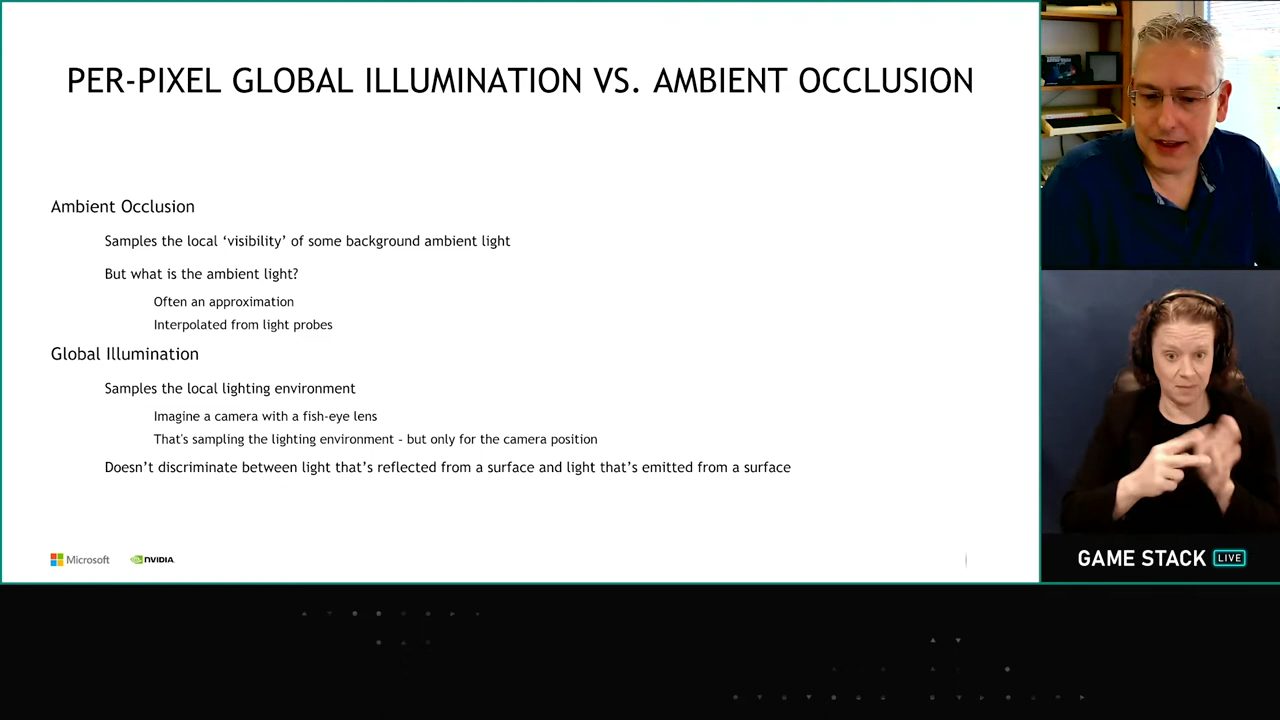 PER-PIXEL GLOBAL ILLUMINATION VS. AMBIENT OCCLUSION
Ambient Occlusion
Samples the local ‘visibility’ of some background ambient light
But what is the ambient light?
Often an approximation
Interpolated from light probes
Global Illumination
Samples the local lighting environment
Imagine a camera with a fish-eye lens
That's sampling the lighting environment - but only for the camera position
Doesn’t discriminate between light that’s reflected from a surface and light that’s emitted from a surface
Microsoft
NVIDIA
GAME STACK LIVE